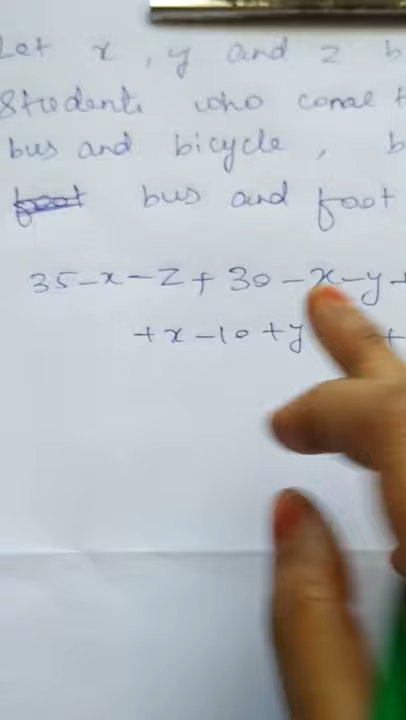 Let x, y and z b
Students who come t
bus and bicycle, b
foot bus and foot
35-x-z+30-x-y+
+x-10+y +